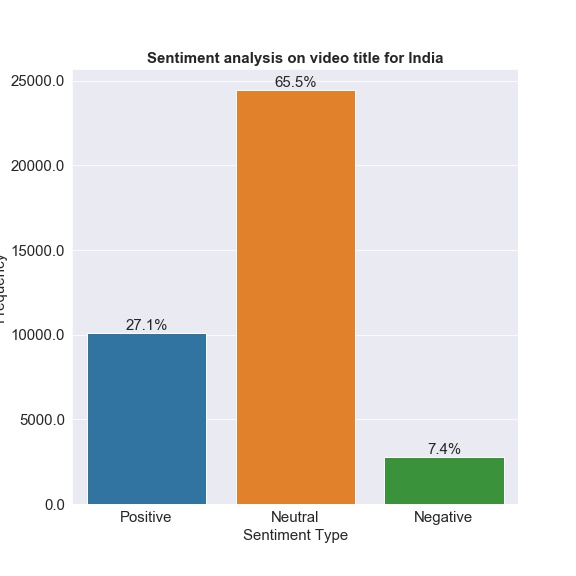 Sentiment analysis on video title for India
25000.0
20000.0
15000.0
10000.0
5000.0
0.0
65.5%
27.1%
7.4%
Positive
Neutral
Negative
Sentiment Type